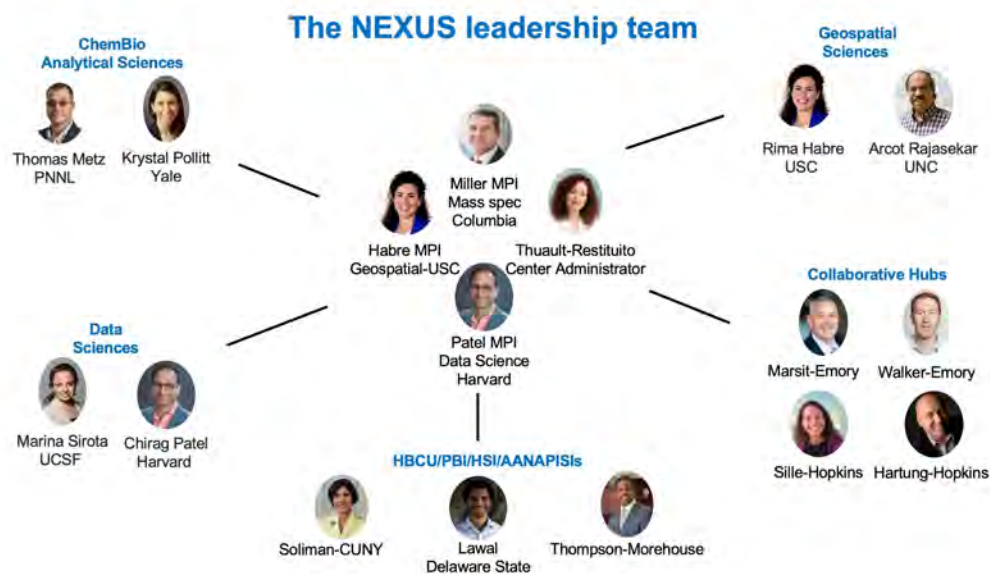 The NEXUS leadership team
ChemBio
Analytical Sciences
Thomas Metz
PNNL
Krystal Pollitt
Yale
Geospatial
Sciences
Rima Habre
USC
Arcot Rajasekar
UNC
Miller MPI
Mass spec
Columbia
Habre MPI
Geospatial-USC
Thuault-Restituito
Center Administrator
Patel MPI
Data Science
Harvard
Data
Sciences
Marina Sirota
UCSF
Chirag Patel
Harvard
Collaborative Hubs
Marsit-Emory
Walker-Emory
Sille-Hopkins
Hartung-Hopkins
HBCU/PBI/HSI/AANAPISIs
Soliman-CUNY
Lawal
Delaware State
Thompson-Morehouse